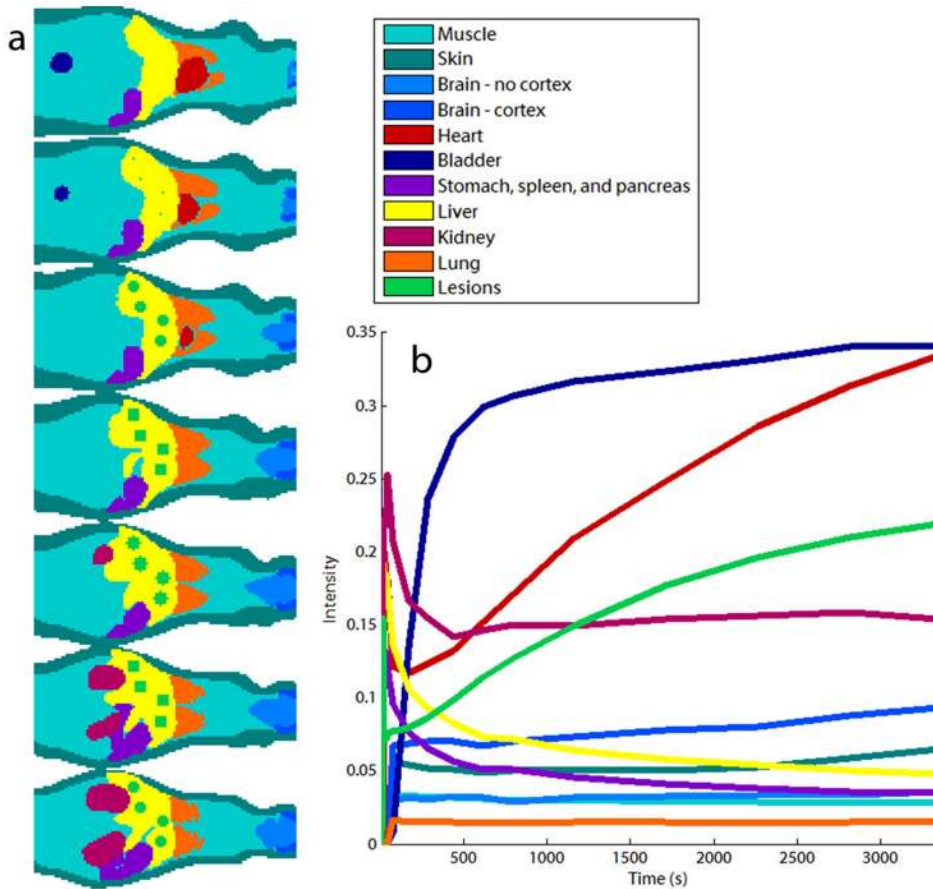 a
Muscle
Skin
Brain - no cortex
Brain - cortex
Heart
Bladder
Stomach, spleen, and pancreas
Liver
Kidney
Lung
Lesions
b
0.35
0.3
0.25
0.2
0.15
0.1
0.05
0
Intensity
500 1000 1500 2000 2500 3000
Time (s)